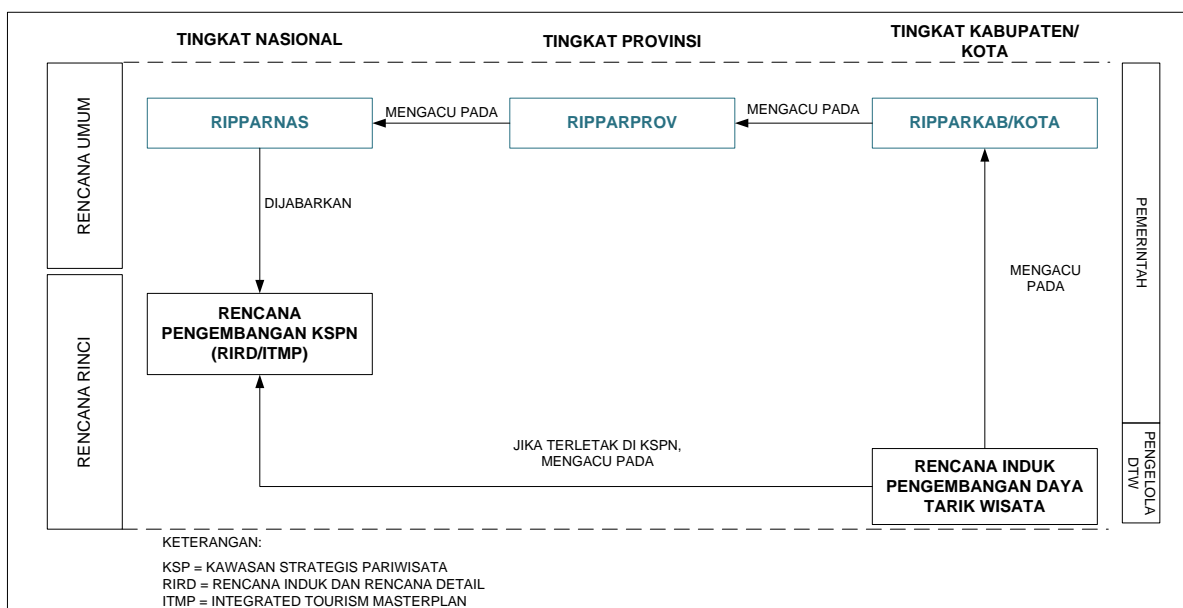 TINGKAT NASIONAL
TINGKAT PROVINSI
TINGKAT KABUPATEN/
KOTA
RENCANA UMUM
RIPPARNAS
MENGACU PADA
RIPPARPROV
MENGACU PADA
RIPPARKAB/KOTA
PEMERINTAH
DIJABARKAN
MENGACU
PADA
RENCANA RINCI
RENCANA
PENGEMBANGAN KSPN
(RIRD/ITMP)
JIKA TERLETAK DI KSPN,
MENGACU PADA
RENCANA INDUK
PENGEMBANGAN DAYA
TARIK WISATA
PENGELOLA
DTW
KETERANGAN:
KSP = KAWASAN STRATEGIS PARIWISATA
RIRD = RENCANA INDUK DAN RENCANA DETAIL
ITMP = INTEGRATED TOURISM MASTERPLAN